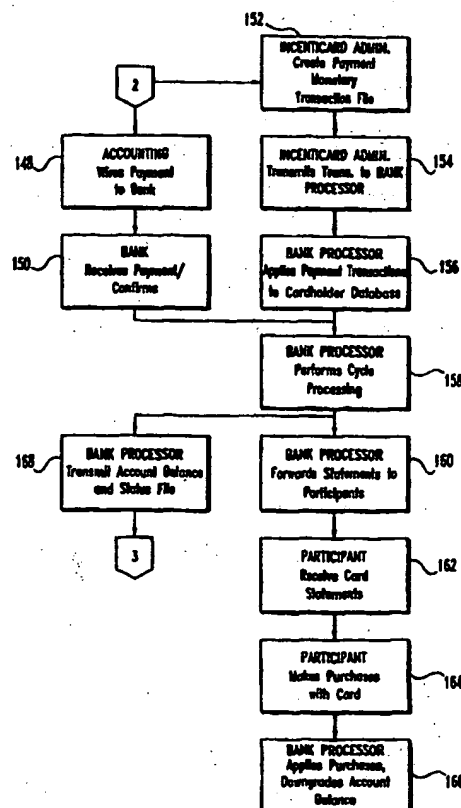 152
INCENTICARD ADMIN.
Create Payment
Monetary
Transaction File
2
148
ACCOUNTING
Wires Payment
to Bank
INCENTICARD ADMIN.
Transmits Trans. to BANK
PROCESSOR
154
150
BANK
Receives Payment/
Confirms
BANK PROCESSOR
Applies Payment Transactions
to Cardholder Database
156
BANK PROCESSOR
Performs Cycle
Processing
158
168
BANK PROCESSOR
Transmit Account Balance
and Status File
BANK PROCESSOR
Forwards Statements to
Participants
160
3
PARTICIPANT
Receive Card
Statements
162
PARTICIPANT
Makes Purchases
with Card
164
BANK PROCESSOR
Applies Purchases,
Downgrades Account
Balance
166